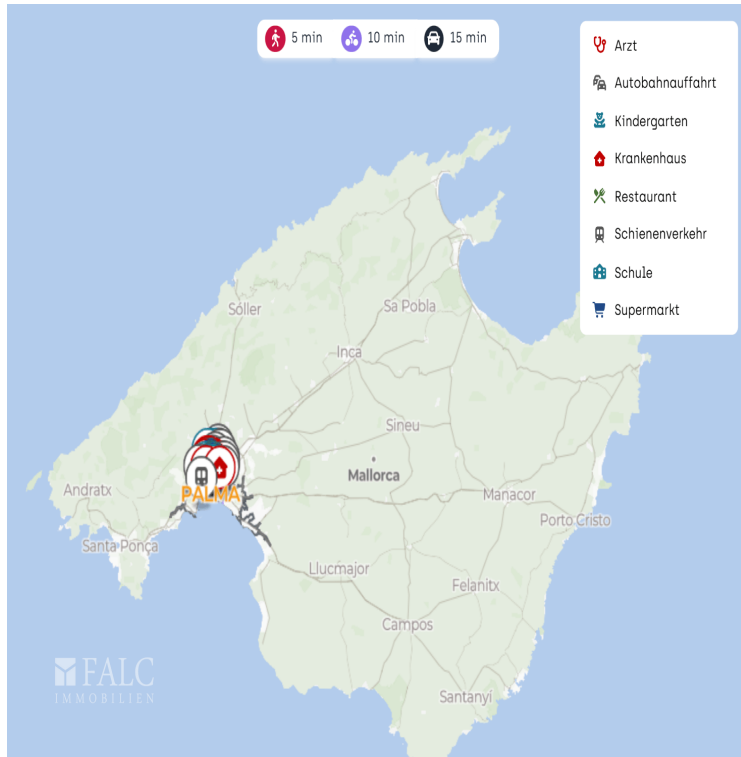 5 min
10 min
15 min
Arzt
Autobahnauffahrt
Kindergarten
Krankenhaus
Restaurant
Schienenverkehr
Schule
Supermarkt
Sóller
Sa Pobla
Inca
Sineu
Mallorca
Andratx
PALMA
Manacor
Porto Cristo
Santa Ponça
Llucmajor
Felanitx
Campos
FALC
IMMOBILIEN
Santanyí